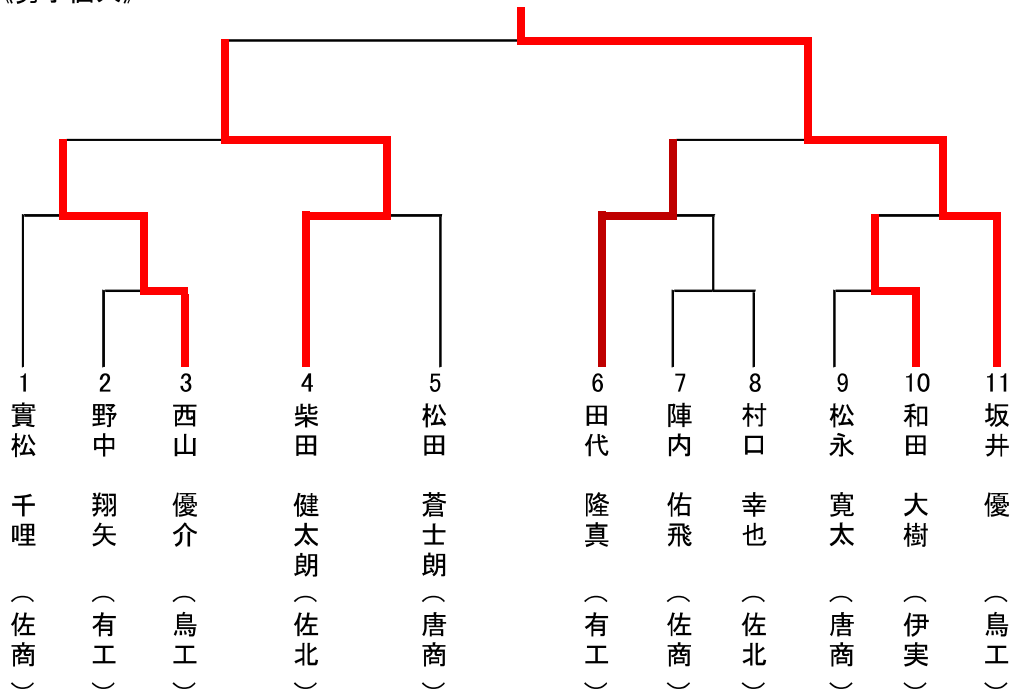 1 實松 千哩 (佐商)
2 野中 翔矢 (有工)
3 西山 優介 (鳥工)
4 柴田 健太朗 (佐北)
5 松田 蒼士朗 (唐商)
6 田代 隆真 (有工)
7 陣内 佑飛 (佐商)
8 村口 幸也 (佐北)
9 松永 寛太 (唐商)
10 和田 大樹 (伊実)
11 坂井 優 (鳥工)